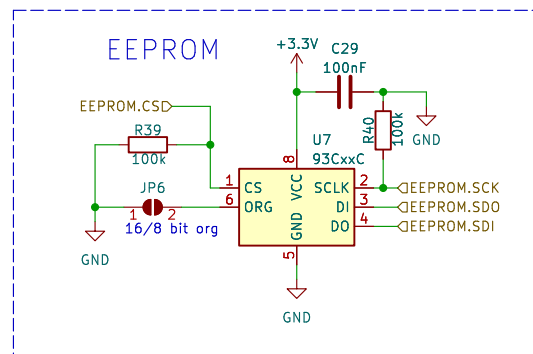 EEPROM
+3.3V
C29
100nF
EEPROM.CS
R39
100k
R40
100k
GND
U7
93CxxC
8
VCC
1
CS
SCLK
2
EEPROM.SCK
JP6
1
2
6
ORG
DI
3
EEPROM.SDO
16/8 bit org
GND
DO
4
EEPROM.SDI
5
GND
GND